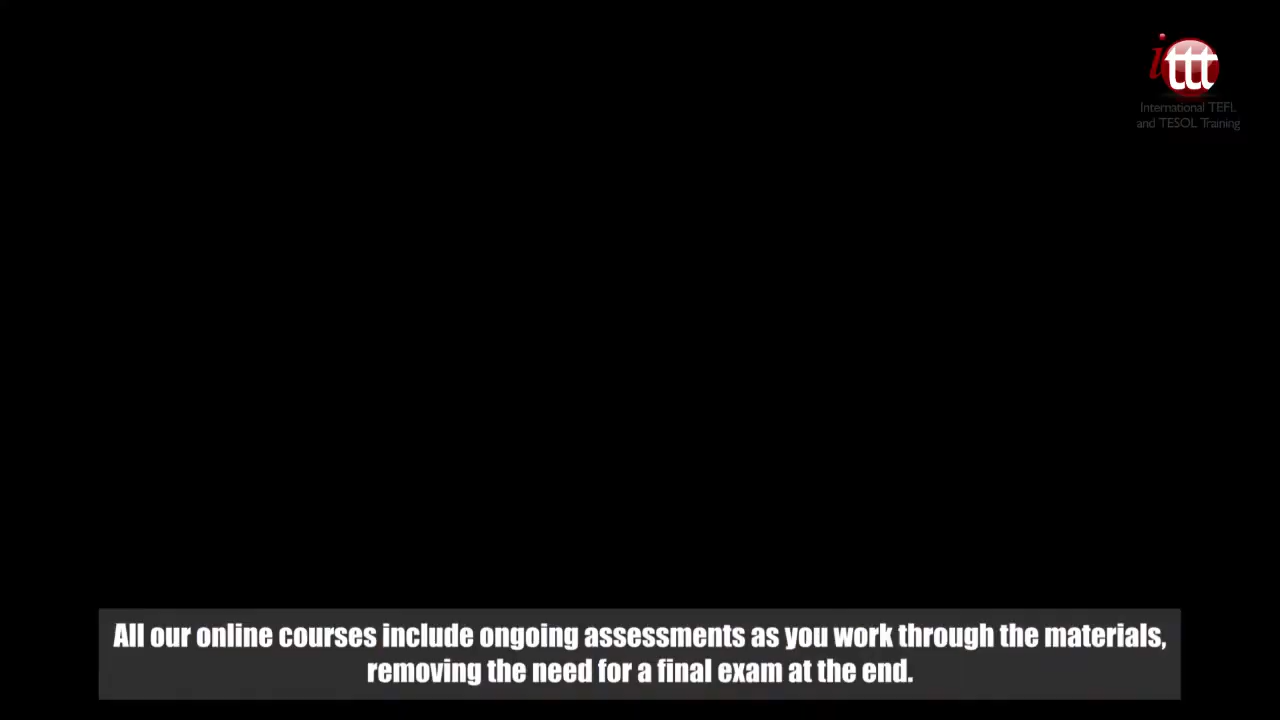 ittt
International TEFL
and TESOL Training
All our online courses include ongoing assessments as you work through the materials,
removing the need for a final exam at the end.